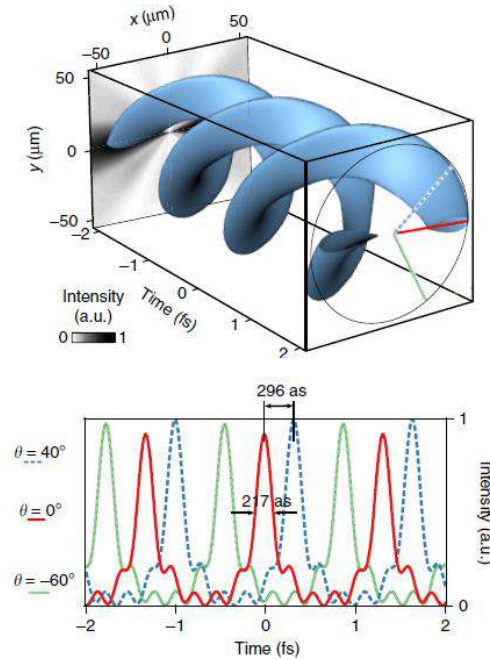 x (μm)
−50 0 50
50
y (μm)
0
−50
−2
−1
0
1
2
Time (fs)
Intensity
(a.u.)
0 1
296 as
1
θ = 40°
θ = 0°
217 as
Intensity (a.u.)
θ = −60°
0
−2 −1 0 1 2
Time (fs)